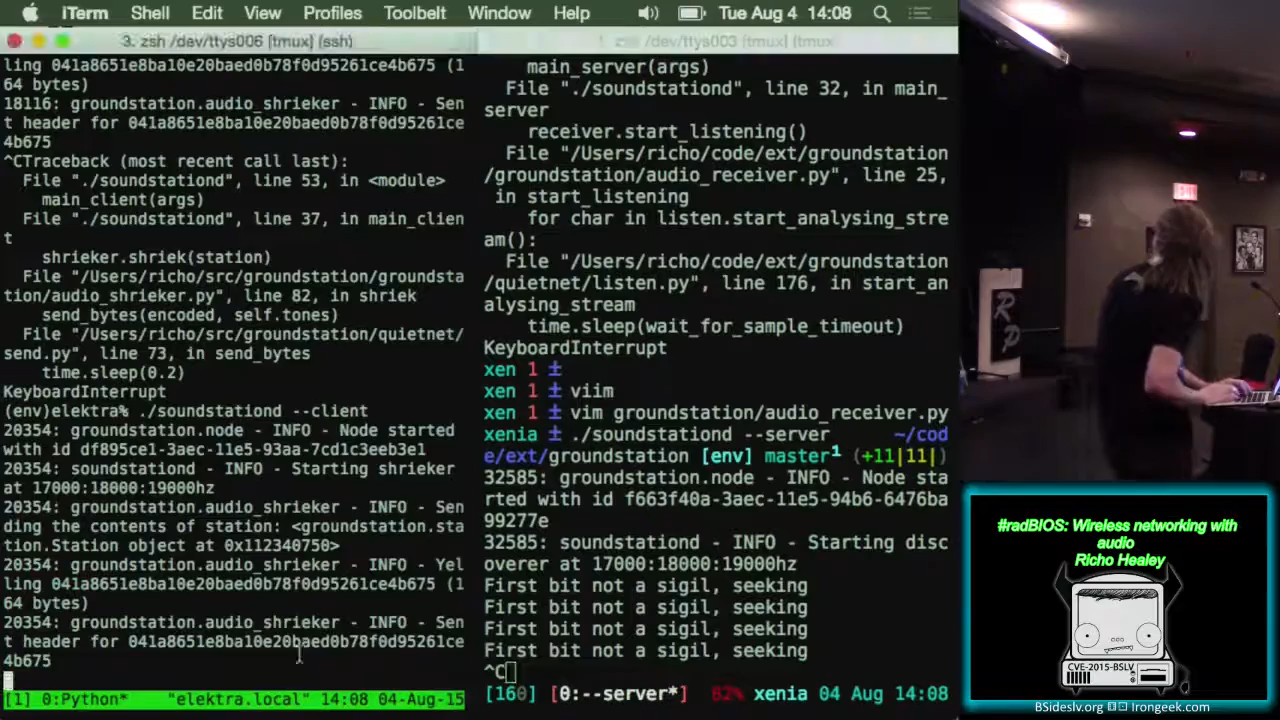 iTerm Shell Edit View Profiles Toolbelt Window Help Tue Aug 4 14:08
3. zsh /dev/ttys006 [tmux] (ssh)
1. zsh /dev/ttys003 [tmux] (tmux
ling 041a8651e8ba10e20baed0b78f0d95261ce4b675 (1
64 bytes)
18116: groundstation.audio_shrieker - INFO - Sen
t header for 041a8651e8ba10e20baed0b78f0d95261ce
4b675
^CTraceback (most recent call last):
File "./soundstationd", line 53, in <module>
main_client(args)
File "./soundstationd", line 37, in main_clien
t
shrieker.shriek(station)
File "/Users/richo/src/groundstation/groundsta
tion/audio_shrieker.py", line 82, in shriek
send_bytes(encoded, self.tones)
File "/Users/richo/src/groundstation/quietnet/
send.py", line 73, in send_bytes
time.sleep(0.2)
KeyboardInterrupt
(env)elektra% ./soundstationd --client
20354: groundstation.node - INFO - Node started
with id df895ce1-3aec-11e5-93aa-7cd1c3eeb3e1
20354: soundstationd - INFO - Starting shrieker
at 17000:18000:19000hz
20354: groundstation.audio_shrieker - INFO - Sen
ding the contents of station: <groundstation.sta
tion.Station object at 0x112340750>
20354: groundstation.audio_shrieker - INFO - Yel
ling 041a8651e8ba10e20baed0b78f0d95261ce4b675 (1
64 bytes)
20354: groundstation.audio_shrieker - INFO - Sen
t header for 041a8651e8ba10e20baed0b78f0d95261ce
4b675
[1] 0:Python* "elektra.local" 14:08 04-Aug-15
main_server(args)
File "./soundstationd", line 32, in main_
server
receiver.start_listening()
File "/Users/richo/code/ext/groundstation
/groundstation/audio_receiver.py", line 25,
in start_listening
for char in listen.start_analysing_stre
am():
File "/Users/richo/code/ext/groundstation
/quietnet/listen.py", line 176, in start_an
alysing_stream
time.sleep(wait_for_sample_timeout)
KeyboardInterrupt
xen 1 ±
xen 1 ± viim
xen 1 ± vim groundstation/audio_receiver.py
xenia ± ./soundstationd --server ~/cod
e/ext/groundstation [env] master¹ (+11|11|)
32585: groundstation.node - INFO - Node sta
rted with id f663f40a-3aec-11e5-94b6-6476ba
99277e
32585: soundstationd - INFO - Starting disc
overer at 17000:18000:19000hz
First bit not a sigil, seeking
First bit not a sigil, seeking
First bit not a sigil, seeking
First bit not a sigil, seeking
^C
[160] [0:--server*] 82% xenia 04 Aug 14:08
EXIT
R P
#radBIOS: Wireless networking with
audio
Richo Healey
CVE-2015-BSLV
BSideslv.org Irongeek.com